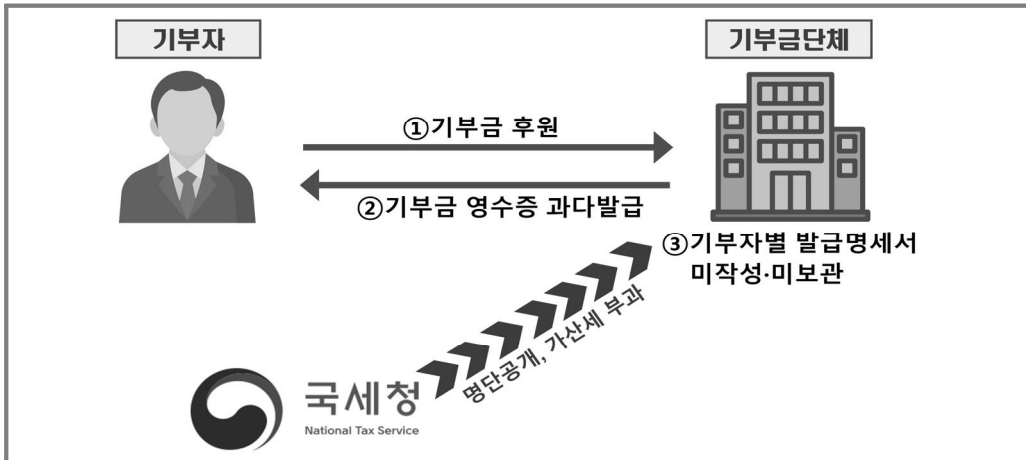 기부자
기부금단체
①기부금 후원
②기부금 영수증 과다발급
③기부자별 발급명세서
미작성·미보관
명단공개, 가산세 부과
국세청
National Tax Service